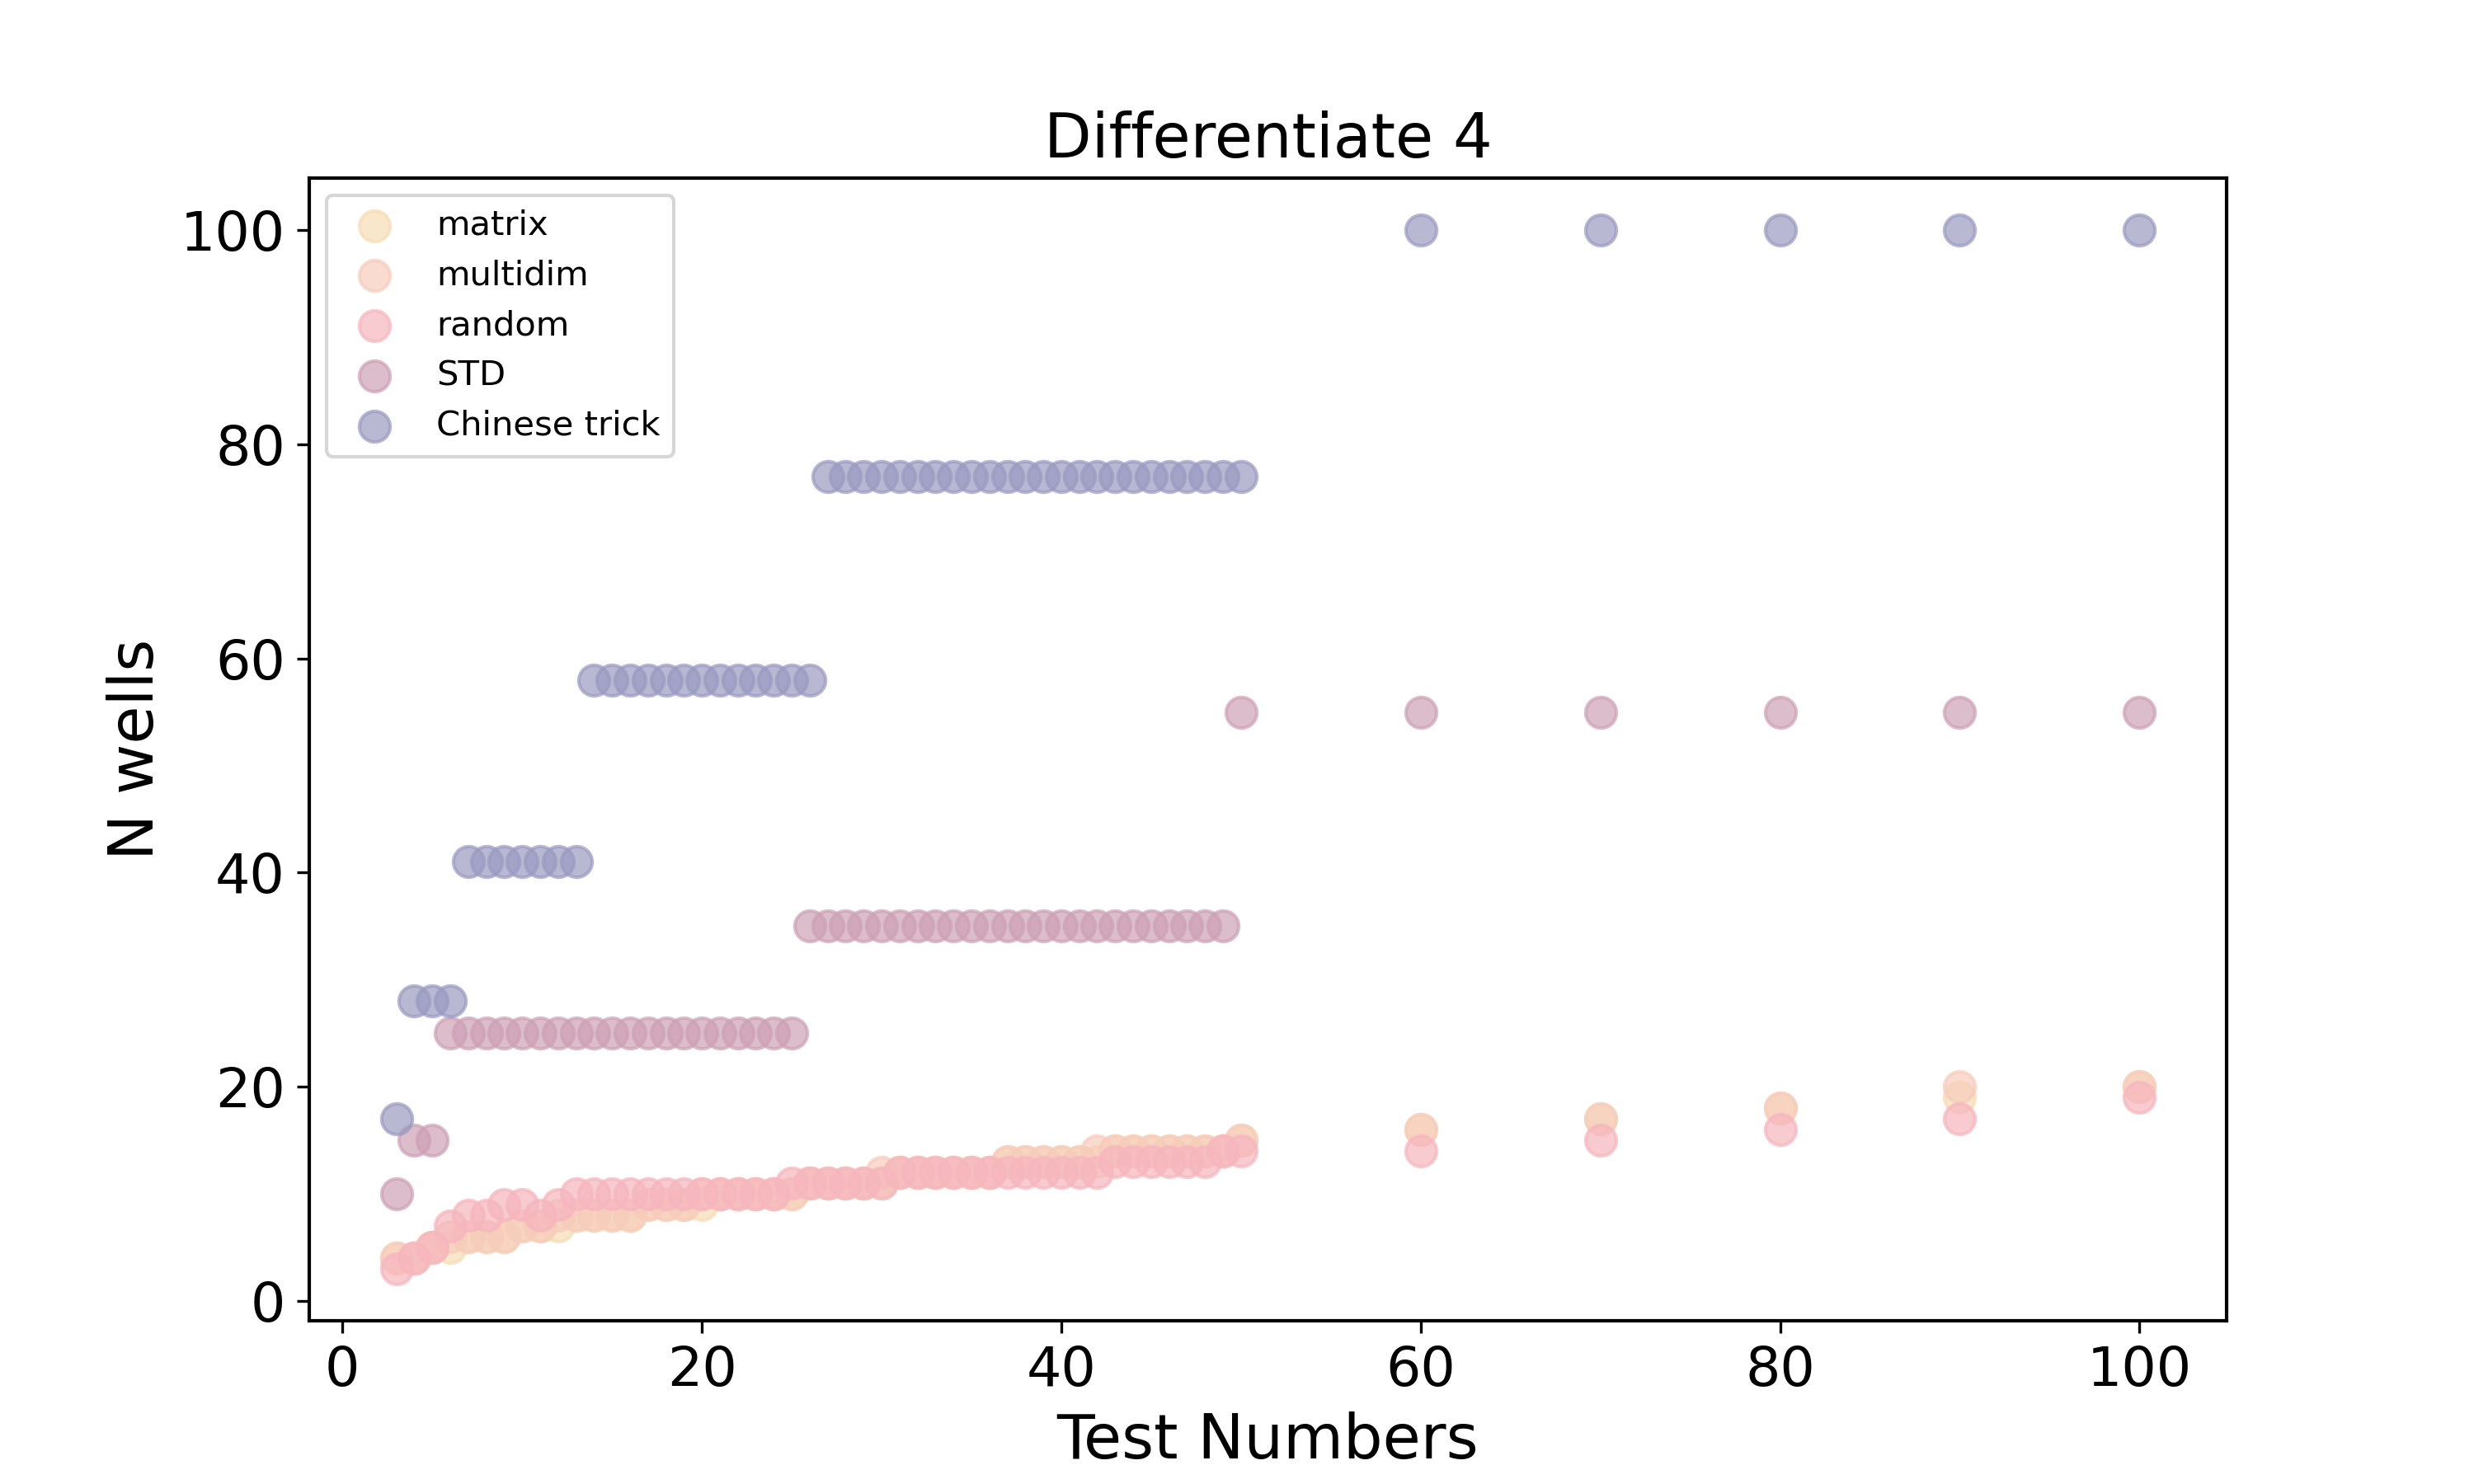 Differentiate 4
matrix
multidim
random
STD
Chinese trick
100
80
60
40
20
0
N wells
0 20 40 60 80 100
Test Numbers